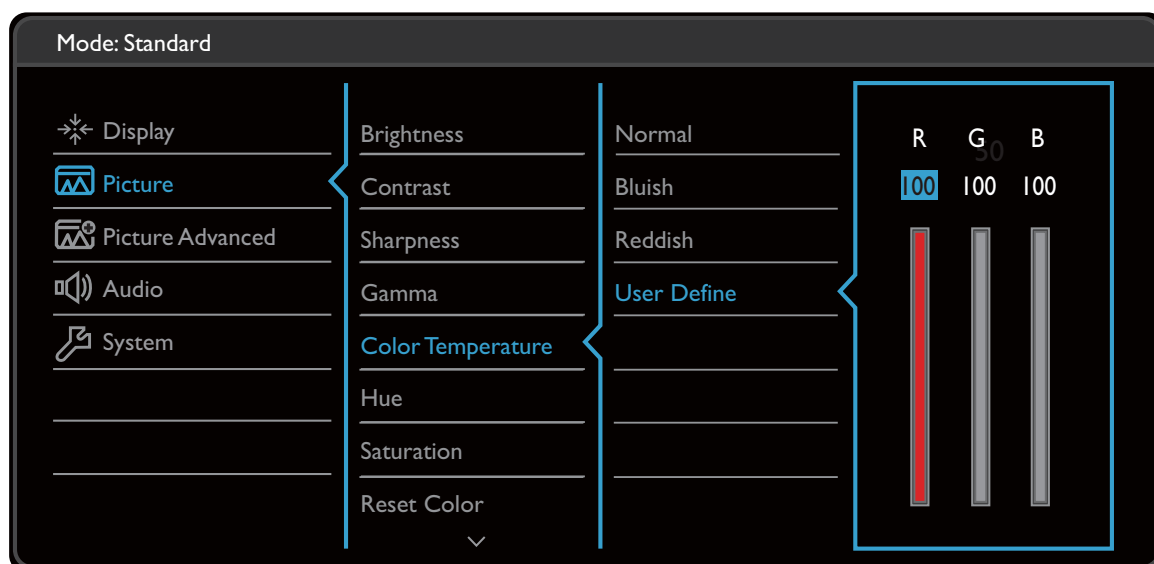 Mode: Standard
Display
Picture
Picture Advanced
Audio
System
Brightness
Contrast
Sharpness
Gamma
Color Temperature
Hue
Saturation
Reset Color
Normal
Bluish
Reddish
User Define
R G B
50
100 100 100